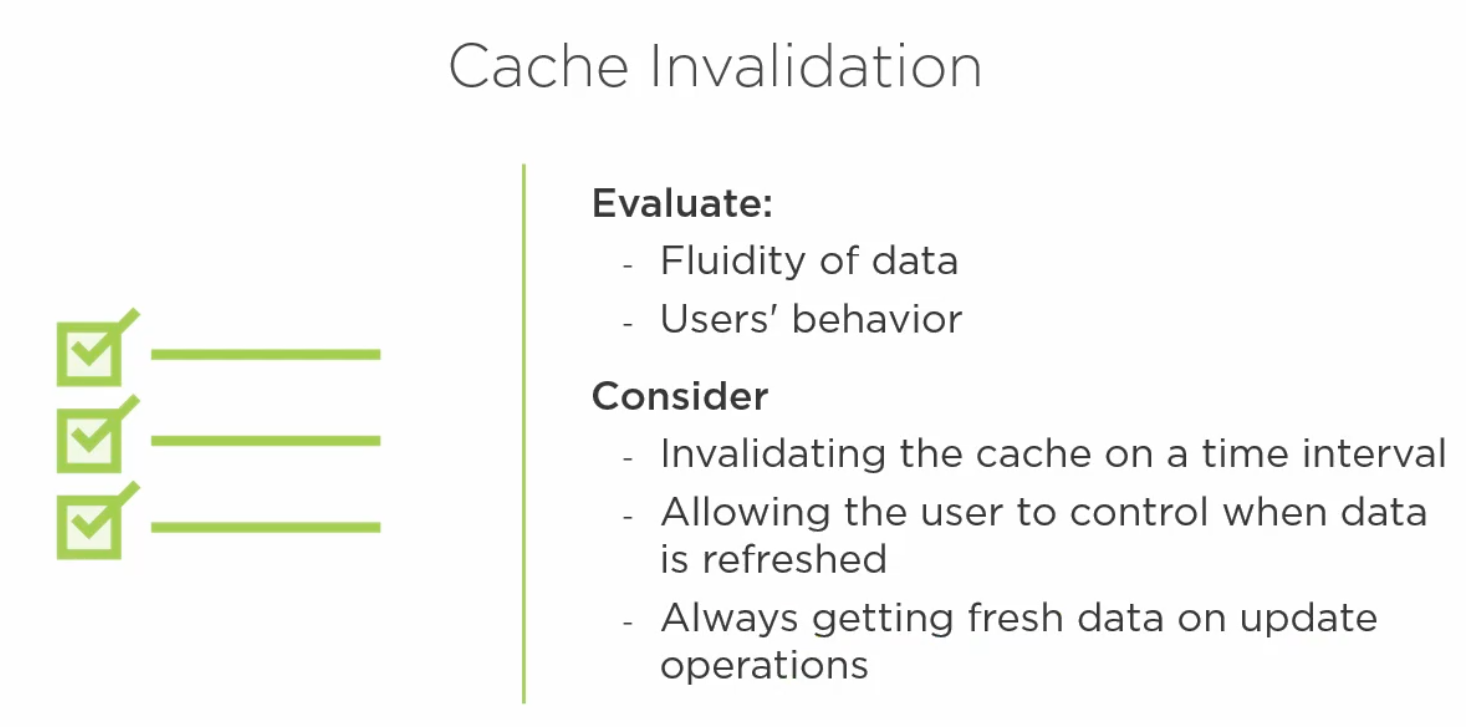 Cache Invalidation
Evaluate:
- Fluidity of data
- Users' behavior
Consider
- Invalidating the cache on a time interval
- Allowing the user to control when data
is refreshed
- Always getting fresh data on update
operations